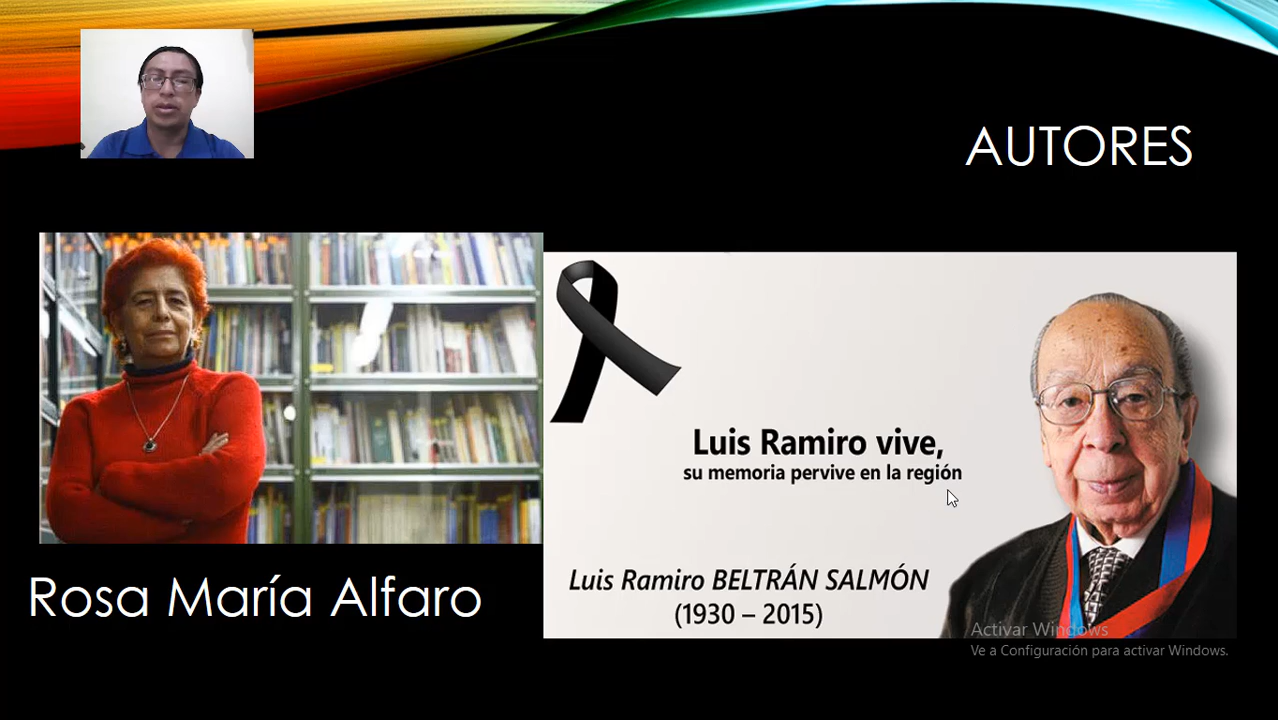 AUTORES
Luis Ramiro vive,
su memoria pervive en la región
Luis Ramiro BELTRÁN SALMÓN
(1930 – 2015)
Rosa María Alfaro
Activar Windows
Ve a Configuración para activar Windows.